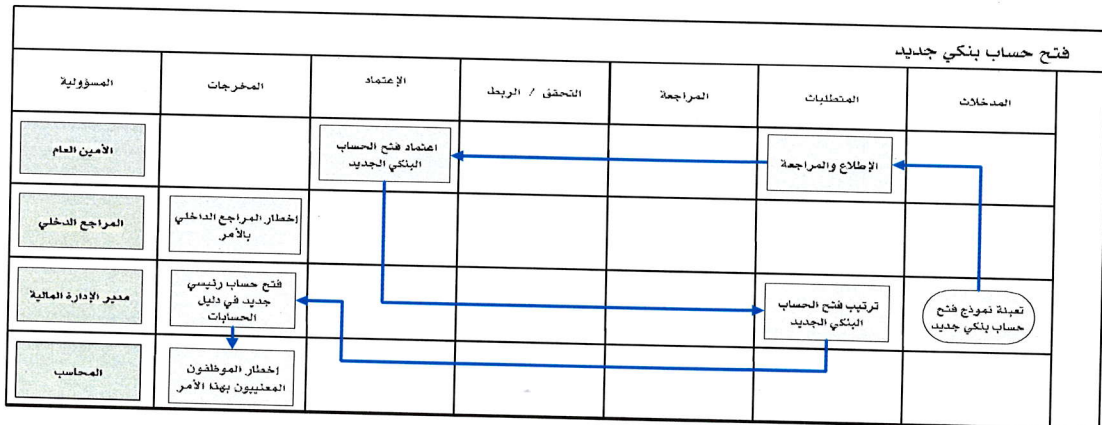 فتح حساب بنكي جديد
المدخلات
المتطلبات
المراجعة
التحقق / الربط
الإعتماد
المخرجات
المسؤولية
الإطلاع والمراجعة
اعتماد فتح الحساب
البنكي الجديد
الأمين العام
إخطار المراجع الداخلي
بالأمر
المراجع الدخلي
تعبئة نموذج فتح
حساب بنكي جديد
ترتيب فتح الحساب
البنكي الجديد
فتح حساب رئيسي
جديد في دليل
الحسابات
مدير الإدارة المالية
إخطار الموظفون
المعنييون بهذا الأمر
المحاسب